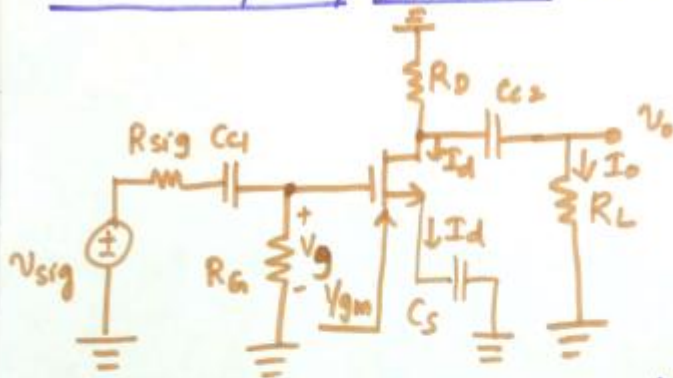 RD
Cc2
Vo
Rsig Cc1
Id
Io
RL
+
Vg
-
Id
Vsig
±
RG
1/gm
Cs